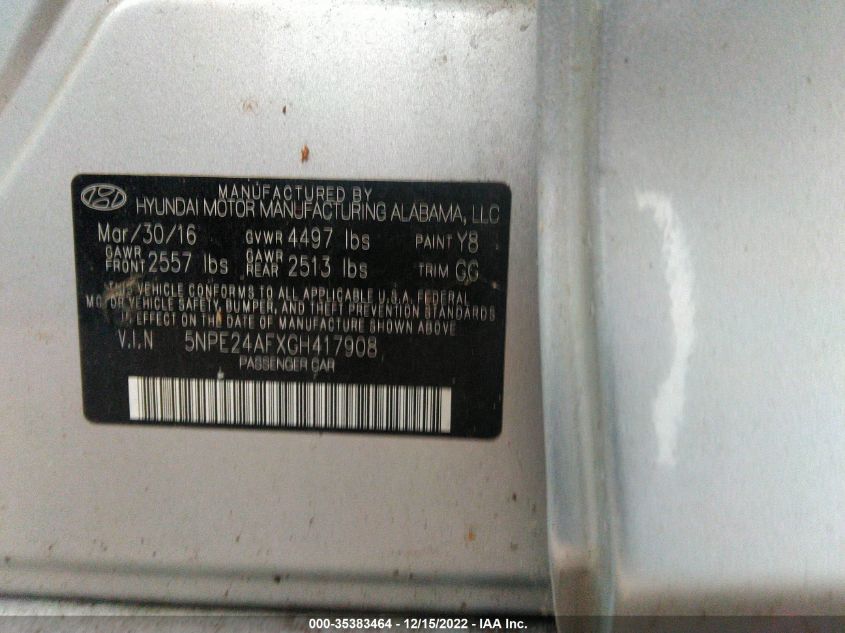 MANUFACTURED BY
HYUNDAI MOTOR MANUFACTURING ALABAMA, LLC
Mar/30/16 GVWR 4497 lbs PAINT Y8
GAWR FRONT 2557 lbs GAWR REAR 2513 lbs TRIM GG
THIS VEHICLE CONFORMS TO ALL APPLICABLE U.S.A. FEDERAL
MOTOR VEHICLE SAFETY, BUMPER, AND THEFT PREVENTION STANDARDS
IN EFFECT ON THE DATE OF MANUFACTURE SHOWN ABOVE
V.I.N 5NPE24AFXGH417908
PASSENGER CAR
000-35383464 - 12/15/2022 - IAA Inc.